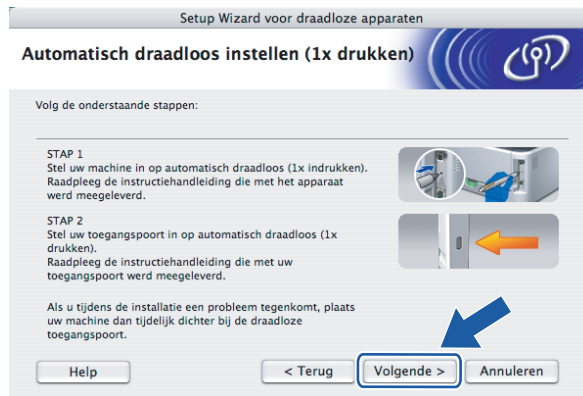 Setup Wizard voor draadloze apparaten
Automatisch draadloos instellen (1x drukken)
Volg de onderstaande stappen:
STAP 1
Stel uw machine in op automatisch draadloos (1x indrukken).
Raadpleeg de instructiehandleiding die met het apparaat
werd meegeleverd.
STAP 2
Stel uw toegangspoort in op automatisch draadloos (1x
drukken).
Raadpleeg de instructiehandleiding die met uw
toegangspoort werd meegeleverd.
Als u tijdens de installatie een probleem tegenkomt, plaats
uw machine dan tijdelijk dichter bij de draadloze
toegangspoort.
Help
< Terug
Volgende >
Annuleren